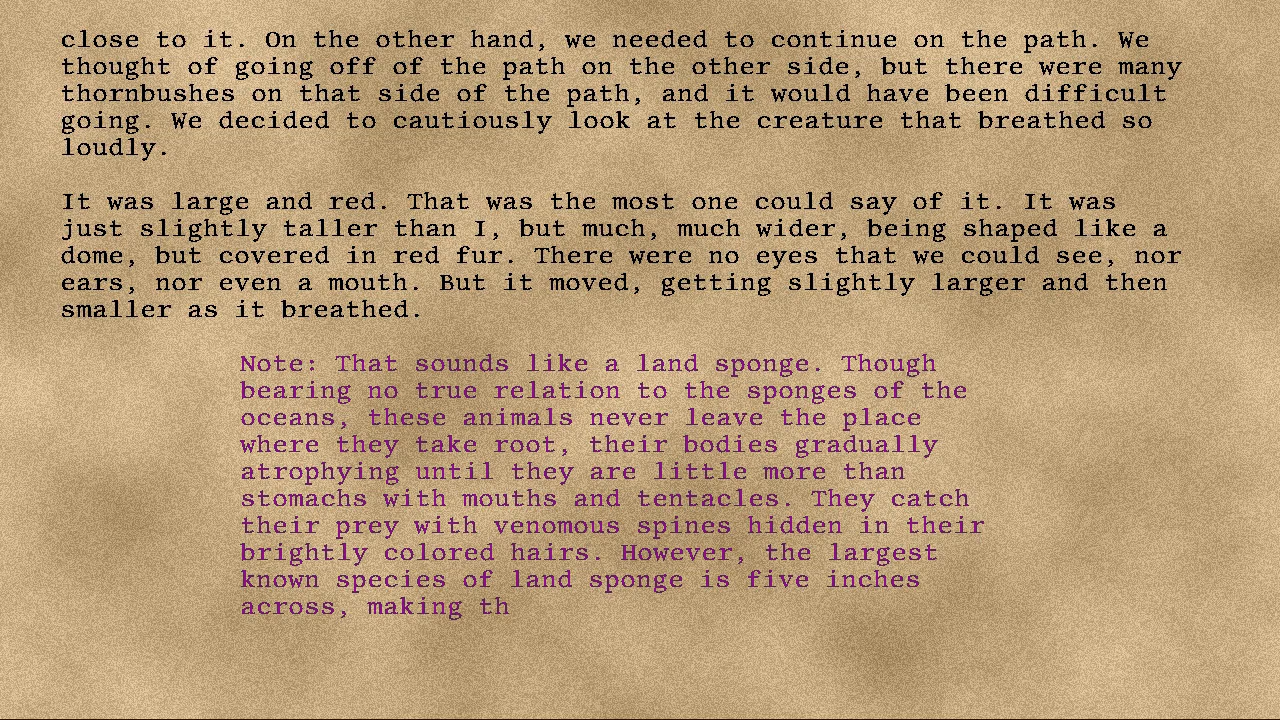 close to it. On the other hand, we needed to continue on the path. We
thought of going off of the path on the other side, but there were many
thornbushes on that side of the path, and it would have been difficult
going. We decided to cautiously look at the creature that breathed so
loudly.
It was large and red. That was the most one could say of it. It was
just slightly taller than I, but much, much wider, being shaped like a
dome, but covered in red fur. There were no eyes that we could see, nor
ears, nor even a mouth. But it moved, getting slightly larger and then
smaller as it breathed.
Note: That sounds like a land sponge. Though
bearing no true relation to the sponges of the
oceans, these animals never leave the place
where they take root, their bodies gradually
atrophying until they are little more than
stomachs with mouths and tentacles. They catch
their prey with venomous spines hidden in their
brightly colored hairs. However, the largest
known species of land sponge is five inches
across, making th